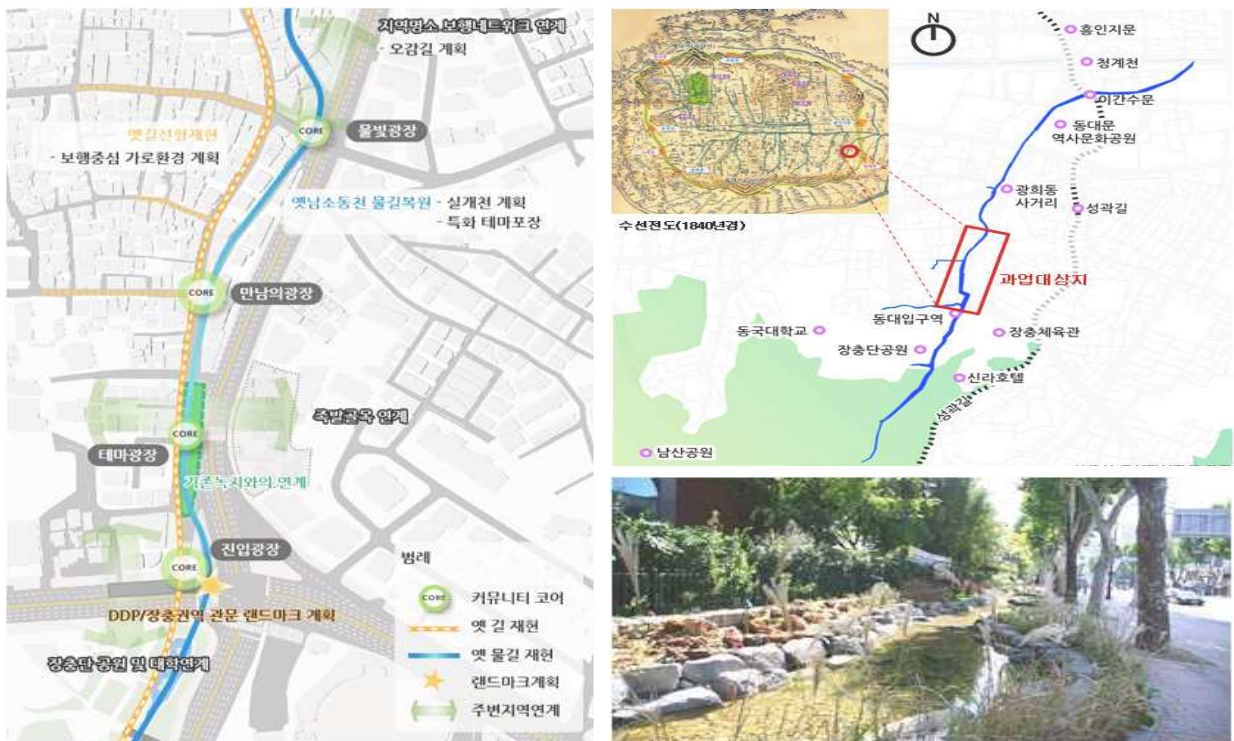 지역명소 보행네트워크 연계
- 오감길 계획
CORE
물빛광장
옛길선형재현
- 보행중심 가로환경 계획
옛남소동천 물길복원 - 실개천 계획
- 특화 테마포장
CORE
만남의광장
족발골목 연계
CORE
테마광장
기존녹지와의 연계
진입광장
CORE
DDP/장충권역 관문 랜드마크 계획
장충단 공원 및 대학연계
범례
CORE 커뮤니티 코어
옛 길 재현
옛 물길 재현
랜드마크계획
주변지역연계
수선전도(1840년경)
N
흥인지문
청계천
이간수문
동대문
역사문화공원
광희동
사거리
성곽길
과업대상지
동대입구역
동국대학교
장충체육관
장충단공원
신라호텔
성곽길
남산공원